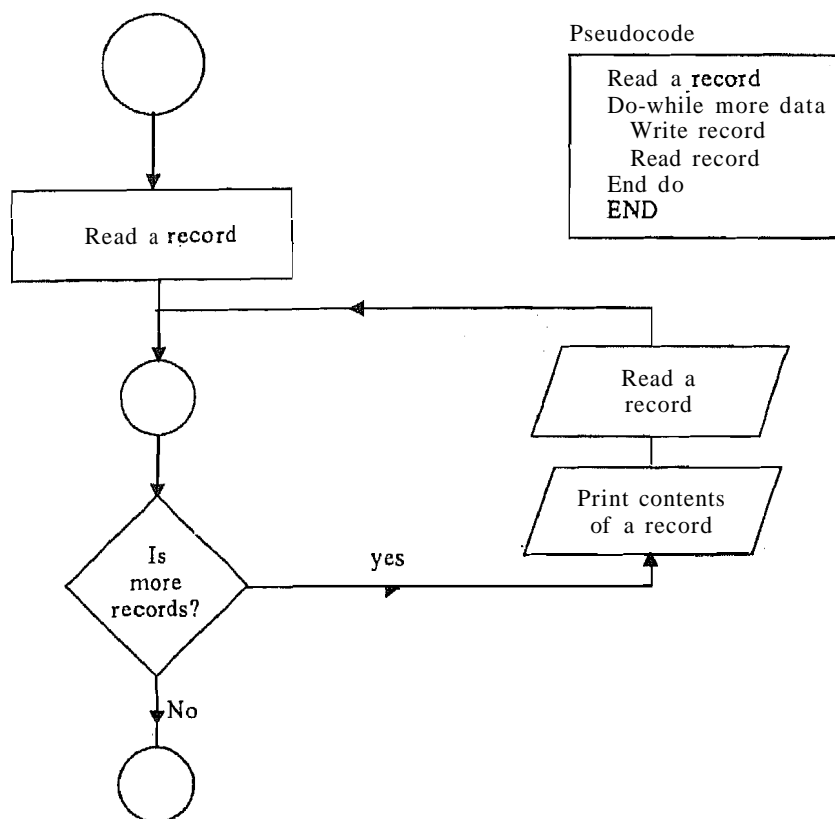 Pseudocode
Read a record
Do-while more data
Write record
Read record
End do
END
Read a record
Read a
record
Print contents
of a record
Is
more
records?
yes
No